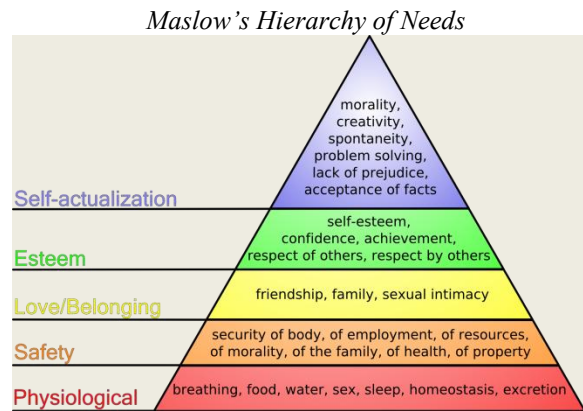 Maslow’s Hierarchy of Needs
morality,
creativity,
spontaneity,
problem solving,
lack of prejudice,
acceptance of facts
Self-actualization
self-esteem,
confidence, achievement,
respect of others, respect by others
Esteem
friendship, family, sexual intimacy
Love/Belonging
security of body, of employment, of resources,
of morality, of the family, of health, of property
Safety
breathing, food, water, sex, sleep, homeostasis, excretion
Physiological